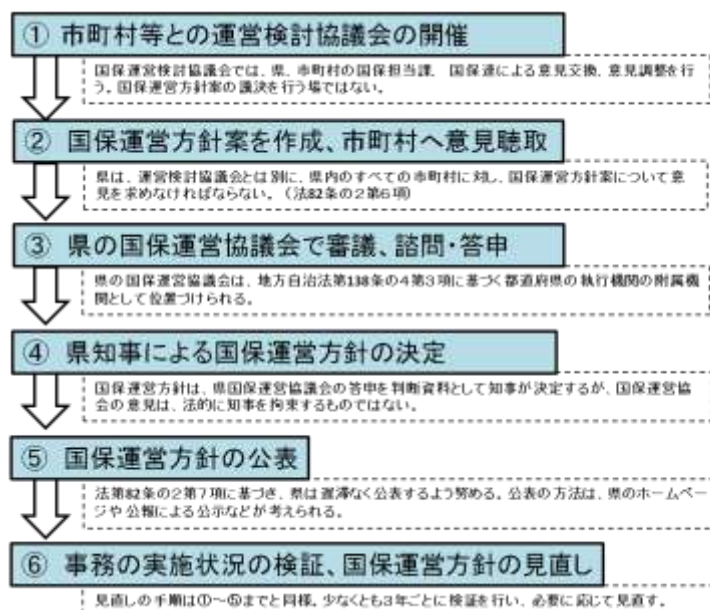 ① 市町村等との運営検討協議会の開催
国保運営検討協議会では、県、市町村の国保担当課、国保連による意見交換、意見調整を行
う。国保運営方針案の議決を行う場ではない。
② 国保運営方針案を作成、市町村へ意見聴取
県は、運営検討協議会とは別に、県内のすべての市町村に対し、国保運営方針案について意
見を求めなければならない。（法82条の2第6項）
③ 県の国保運営協議会で審議、諮問・答申
県の国保運営協議会は、地方自治法第138条の4第3項に基づく都道府県の執行機関の附属機
関として位置づけられる。
④ 県知事による国保運営方針の決定
国保運営方針は、県国保運営協議会の答申を判断資料として知事が決定するが、国保運営協
会の意見は、法的に知事を拘束するものではない。
⑤ 国保運営方針の公表
法第82条の2第7項に基づき、県は遅滞なく公表するよう努める。公表の方法は、県のホームペー
ジや公報による公示などが考えられる。
⑥ 事務の実施状況の検証、国保運営方針の見直し
見直しの手順は①～⑤までと同様。少なくとも3年ごとに検証を行い、必要に応じて見直す。